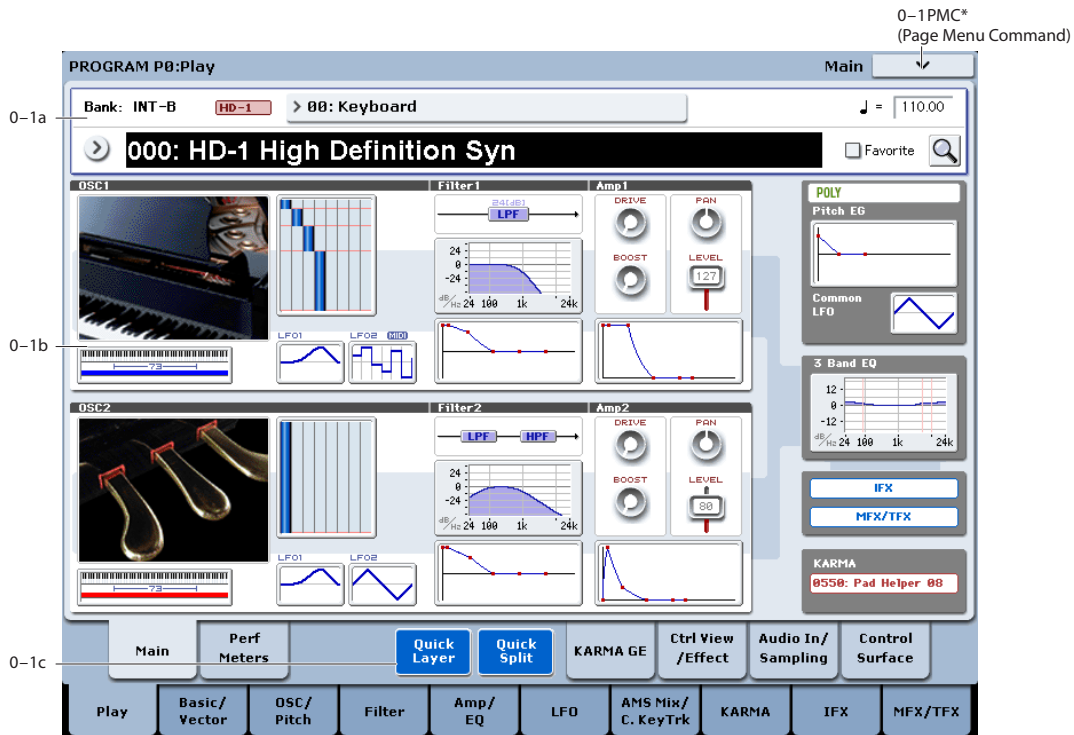 0–1PMC*
(Page Menu Command)
PROGRAM P0:Play
Main
0–1a
Bank: INT-B
HD-1
> 00: Keyboard
♩ = 110.00
000: HD-1 High Definition Syn
Favorite
OSC1
Filter1
Amp1
24[dB]
LPF
24
0
-24
dB/Hz 24 100 1k 24k
DRIVE
PAN
BOOST
LEVEL
127
POLY
Pitch EG
Common
LFO
0–1b
73
LFO1
LFO2 MIDI
3 Band EQ
12
0
-12
dB/Hz 24 100 1k 24k
OSC2
Filter2
Amp2
LPF
HPF
24
0
-24
dB/Hz 24 100 1k 24k
DRIVE
PAN
BOOST
LEVEL
80
IFX
MFX/TFX
73
LFO1
LFO2
KARMA
0550: Pad Helper 08
0–1c
Main
Perf
Meters
Quick
Layer
Quick
Split
KARMA GE
Ctrl View
/Effect
Audio In/
Sampling
Control
Surface
Play
Basic/
Vector
OSC/
Pitch
Filter
Amp/
EQ
LFO
AMS Mix/
C. KeyTrk
KARMA
IFX
MFX/TFX